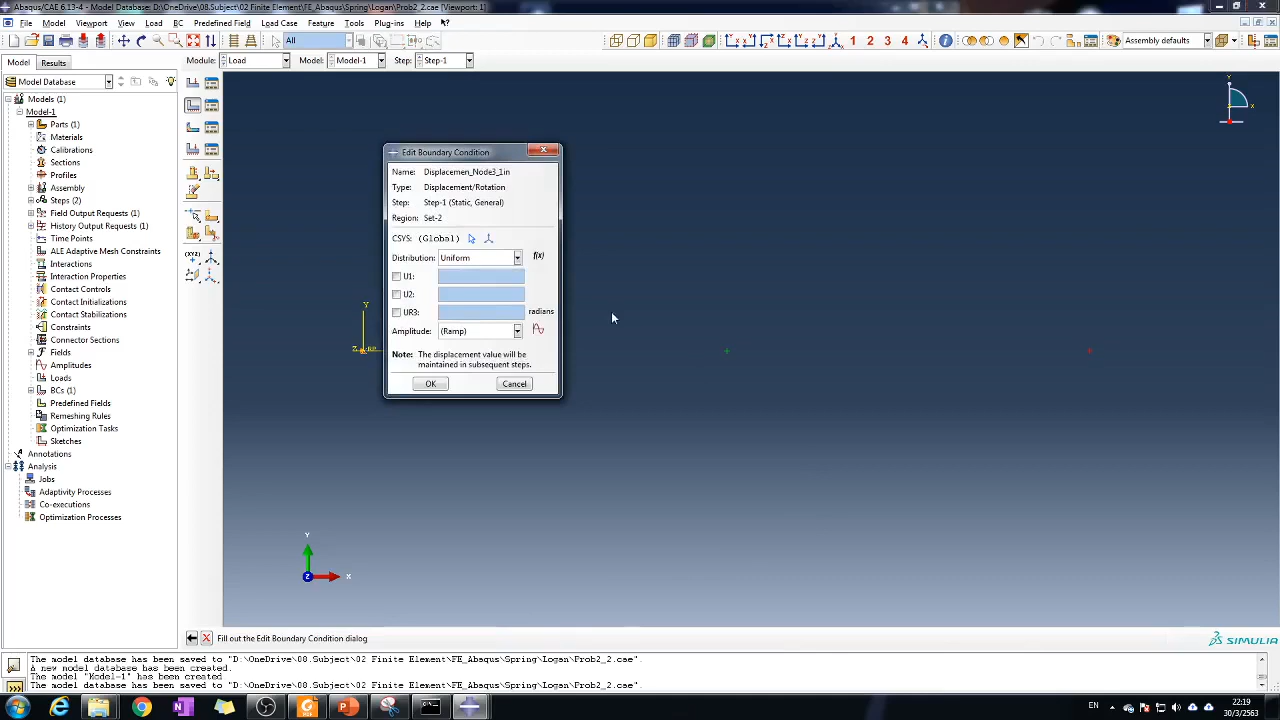 Abaqus/CAE 6.13-4 - Model Database: D:\OneDrive\08.Subject\02 Finite Element\FE_Abaqus\Spring\Logan\Prob2_2.cae [Viewport: 1]
File Model Viewport View Load BC Predefined Field Load Case Feature Tools Plug-ins Help
All 1 2 3 4 Assembly defaults
Model Results Module: Load Model: Model-1 Step: Step-1
Model Database
Models (1)
Model-1
Parts (1)
Materials
Calibrations
Sections
Profiles
Assembly
Steps (2)
Field Output Requests (1)
History Output Requests (1)
Time Points
ALE Adaptive Mesh Constraints
Interactions
Interaction Properties
Contact Controls
Contact Initializations
Contact Stabilizations
Constraints
Connector Sections
Fields
Amplitudes
Loads
BCs (1)
Predefined Fields
Remeshing Rules
Optimization Tasks
Sketches
Annotations
Analysis
Jobs
Adaptivity Processes
Co-executions
Optimization Processes
(XYZ)
Edit Boundary Condition
Name: Displacemen_Node3_1in
Type: Displacement/Rotation
Step: Step-1 (Static, General)
Region: Set-2
CSYS: (Global)
Distribution: Uniform f(x)
U1:
U2:
UR3: radians
Amplitude: (Ramp)
Note: The displacement value will be
maintained in subsequent steps.
OK Cancel
Y
Z RP
Y
X
Y
Z X
Fill out the Edit Boundary Condition dialog
SIMULIA
The model database has been saved to "D:\OneDrive\08 Subject\02 Finite Element\FE_Abaqus\Spring\Logan\Prob2_2.cae".
A new model database has been created.
The model "Model-1" has been created
The model database has been saved to "D:\OneDrive\08 Subject\02 Finite Element\FE_Abaqus\Spring\Logan\Prob2_2.cae".
EN 22:19
30/3/2563